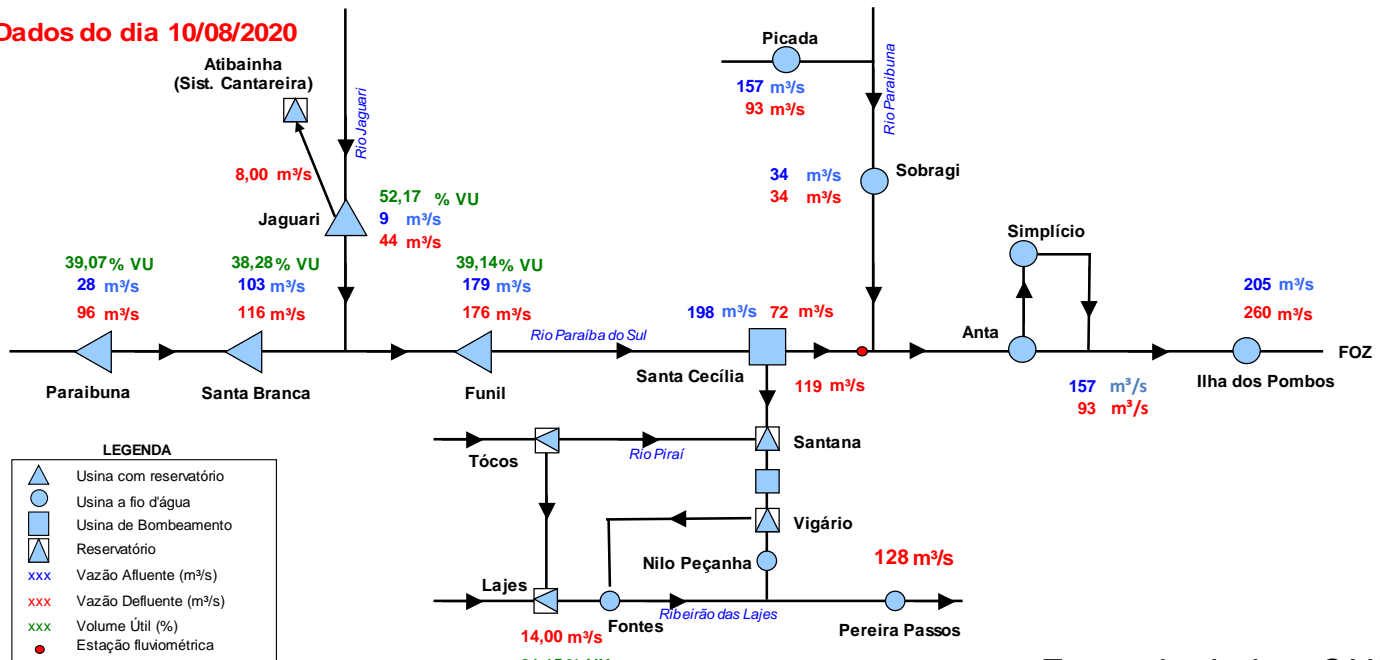 Dados do dia 10/08/2020
Atibainha
(Sist. Cantareira)
Rio Jaguari
8,00 m³/s
Jaguari
52,17 % VU
9 m³/s
44 m³/s
Picada
157 m³/s
93 m³/s
Rio Paraibuna
34 m³/s
34 m³/s
Sobragi
Simplício
39,07% VU
28 m³/s
96 m³/s
Paraibuna
38,28% VU
103 m³/s
116 m³/s
Santa Branca
39,14% VU
179 m³/s
176 m³/s
Funil
Rio Paraíba do Sul
198 m³/s 72 m³/s
Santa Cecília
119 m³/s
Anta
157 m³/s
93 m³/s
205 m³/s
260 m³/s
Ilha dos Pombos
FOZ
Tócos
Rio Piraí
Santana
Vigário
Nilo Peçanha
128 m³/s
Lajes
14,00 m³/s
Fontes
Ribeirão das Lajes
Pereira Passos
LEGENDA
Usina com reservatório
Usina a fio d'água
Usina de Bombeamento
Reservatório
xxx Vazão Afluente (m³/s)
xxx Vazão Defluente (m³/s)
xxx Volume Útil (%)
Estação fluviométrica